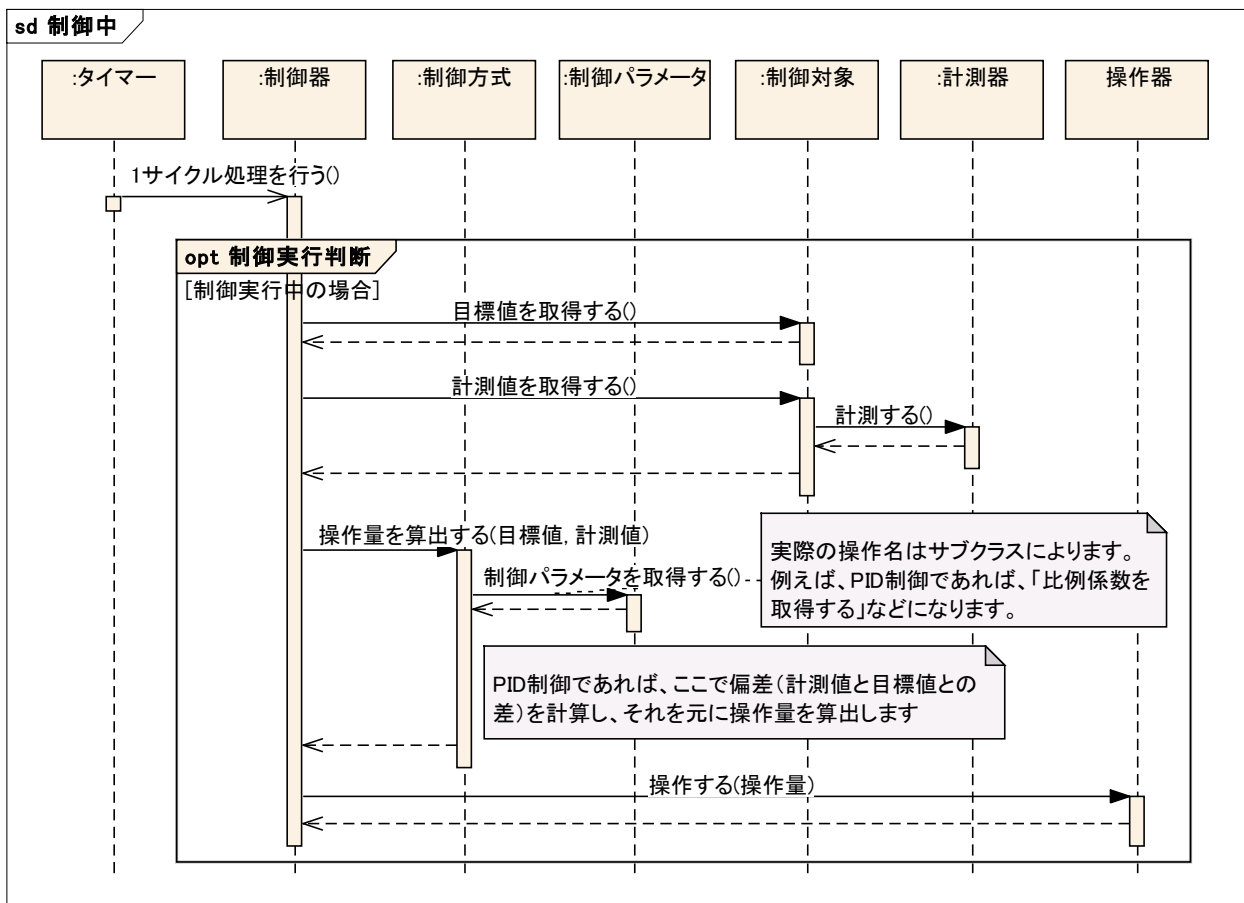 sd 制御中
:タイマー
:制御器
:制御方式
:制御パラメータ
:制御対象
:計測器
操作器
1サイクル処理を行う()
opt 制御実行判断
[制御実行中の場合]
目標値を取得する()
計測値を取得する()
計測する()
操作量を算出する(目標値, 計測値)
制御パラメータを取得する()
実際の操作名はサブクラスによります。
例えば、PID制御であれば、「比例係数を
取得する」などになります。
PID制御であれば、ここで偏差（計測値と目標値との
差）を計算し、それを元に操作量を算出します
操作する(操作量)